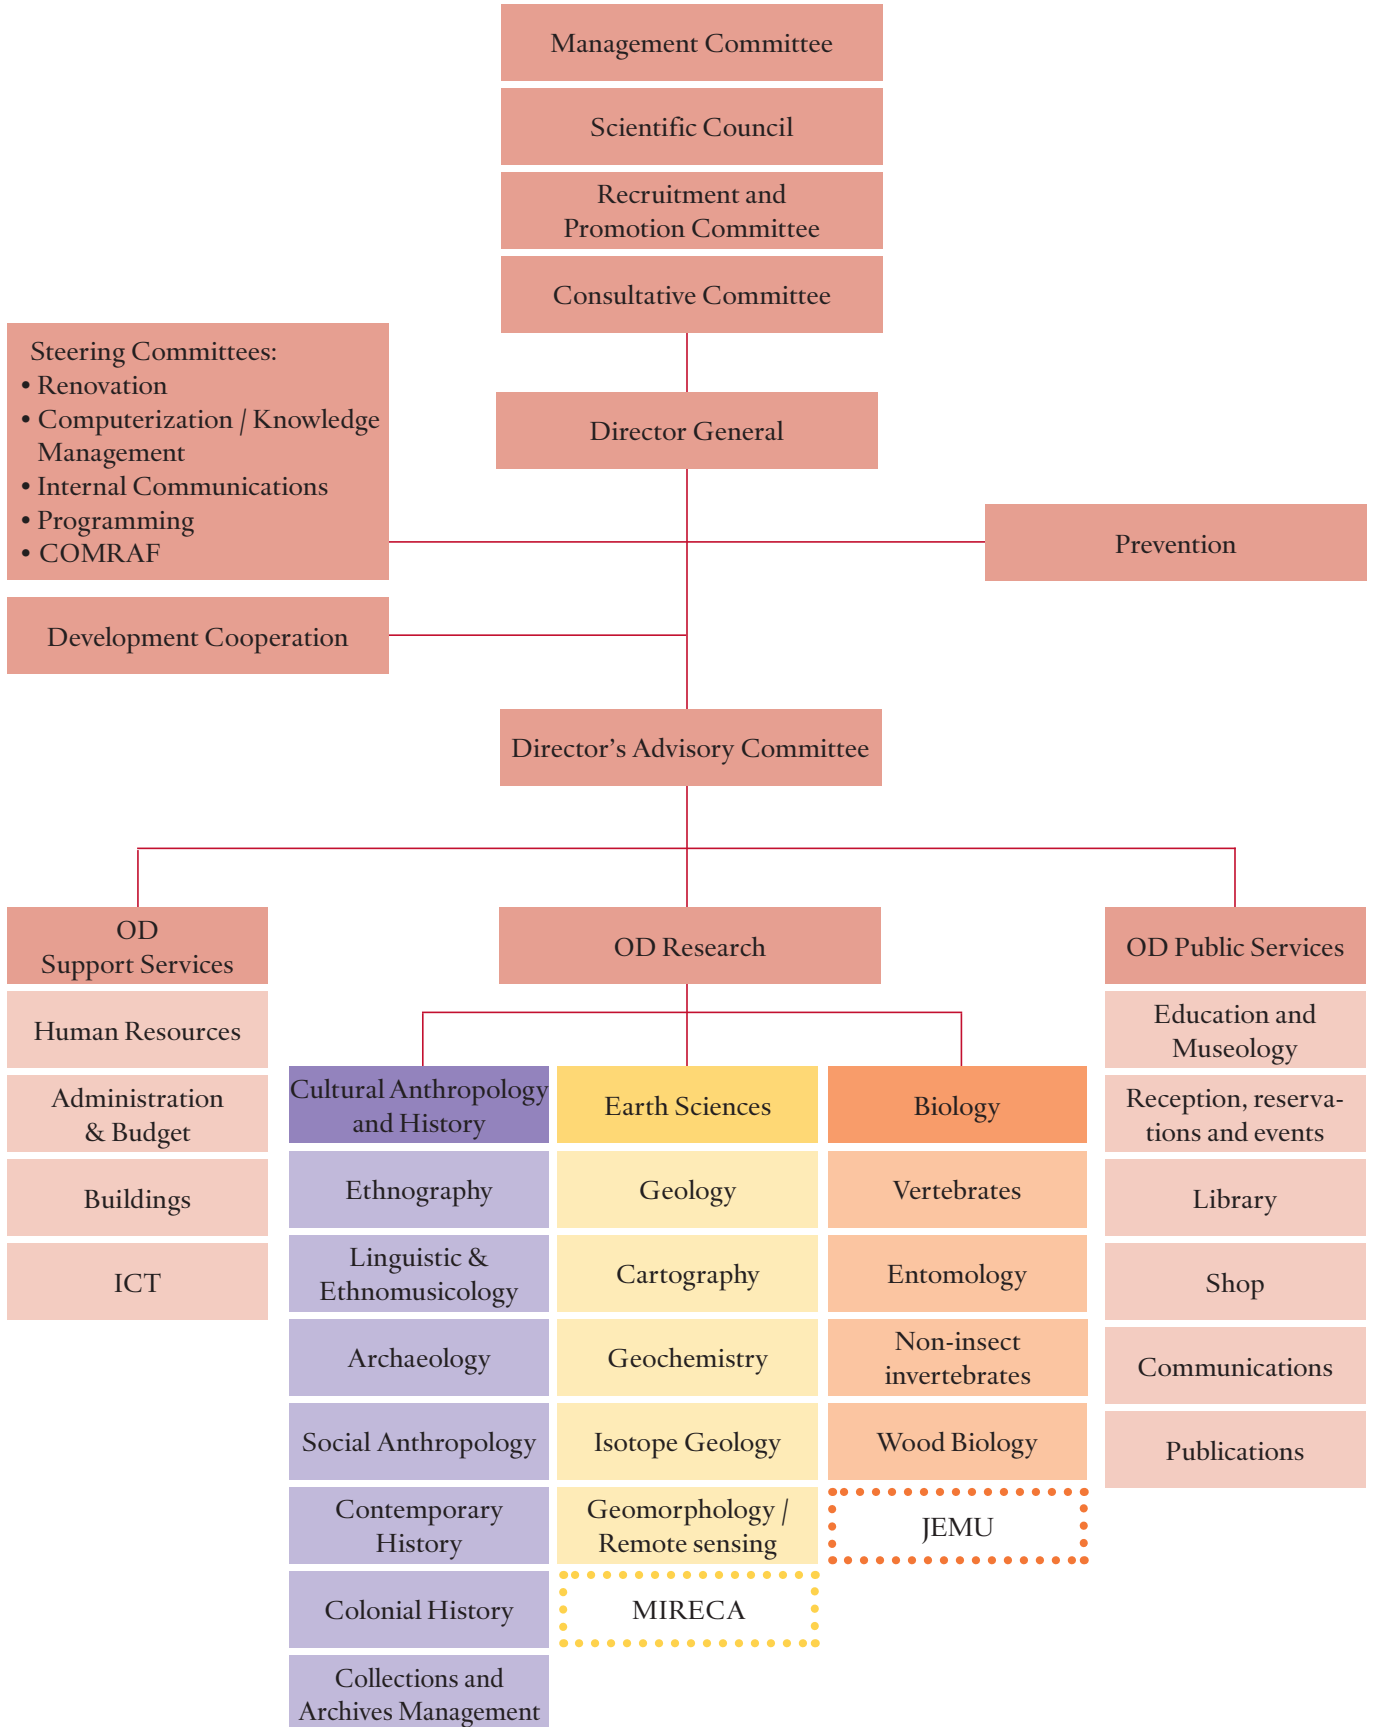 Management Committee
Scientific Council
Recruitment and
Promotion Committee
Consultative Committee
Steering Committees:
• Renovation
• Computerization / Knowledge
Management
• Internal Communications
• Programming
• COMRAF
Director General
Prevention
Development Cooperation
Director’s Advisory Committee
OD
Support Services
Human Resources
Administration
& Budget
Buildings
ICT
OD Research
Cultural Anthropology
and History
Ethnography
Linguistic &
Ethnomusicology
Archaeology
Social Anthropology
Contemporary
History
Colonial History
Collections and
Archives Management
Earth Sciences
Geology
Cartography
Geochemistry
Isotope Geology
Geomorphology /
Remote sensing
MIRECA
Biology
Vertebrates
Entomology
Non-insect
invertebrates
Wood Biology
JEMU
OD Public Services
Education and
Museology
Reception, reserva-
tions and events
Library
Shop
Communications
Publications